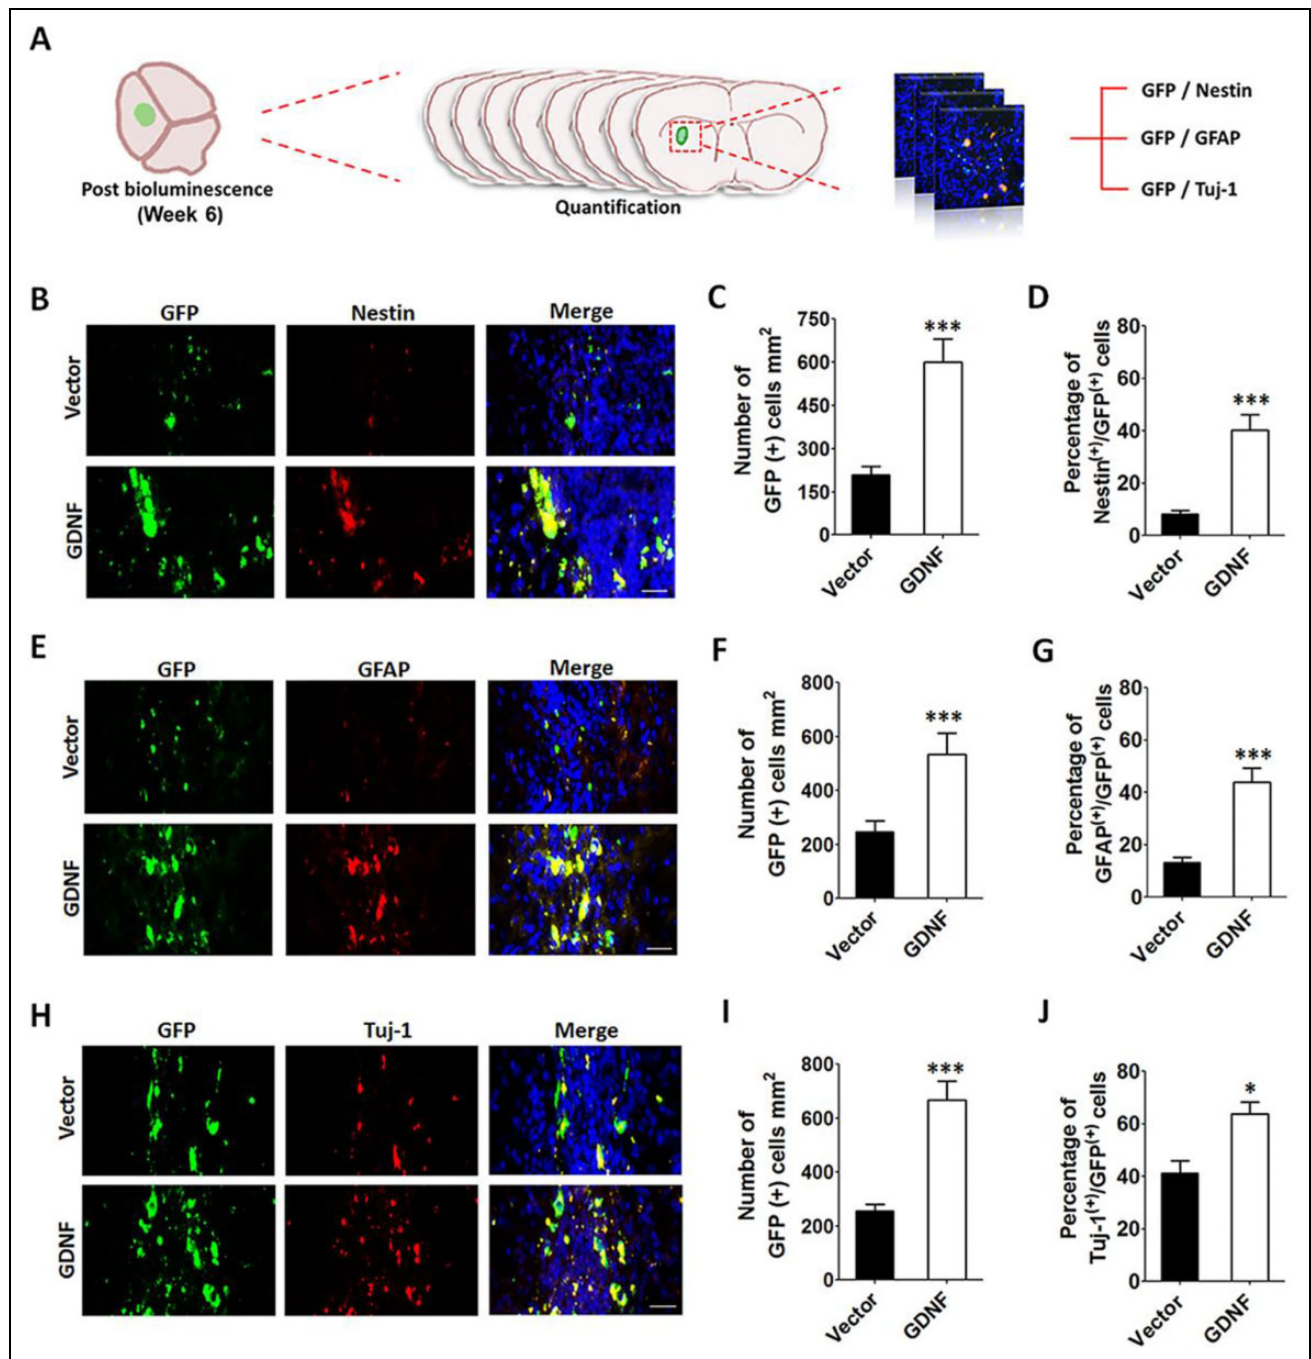 A
Post bioluminescence
(Week 6)
Quantification
GFP / Nestin
GFP / GFAP
GFP / Tuj-1
B
GFP
Nestin
Merge
Vector
GDNF
C
Number of
GFP (+) cells mm²
750
600
450
300
150
0
***
Vector
GDNF
D
Percentage of
Nestin⁽⁺⁾/GFP⁽⁺⁾ cells
80
60
40
20
0
***
Vector
GDNF
E
GFP
GFAP
Merge
Vector
GDNF
F
Number of
GFP (+) cells mm²
800
600
400
200
0
***
Vector
GDNF
G
Percentage of
GFAP⁽⁺⁾/GFP⁽⁺⁾ cells
80
60
40
20
0
***
Vector
GDNF
H
GFP
Tuj-1
Merge
Vector
GDNF
I
Number of
GFP (+) cells mm²
800
600
400
200
0
***
Vector
GDNF
J
Percentage of
Tuj-1⁽⁺⁾/GFP⁽⁺⁾ cells
80
60
40
20
0
*
Vector
GDNF